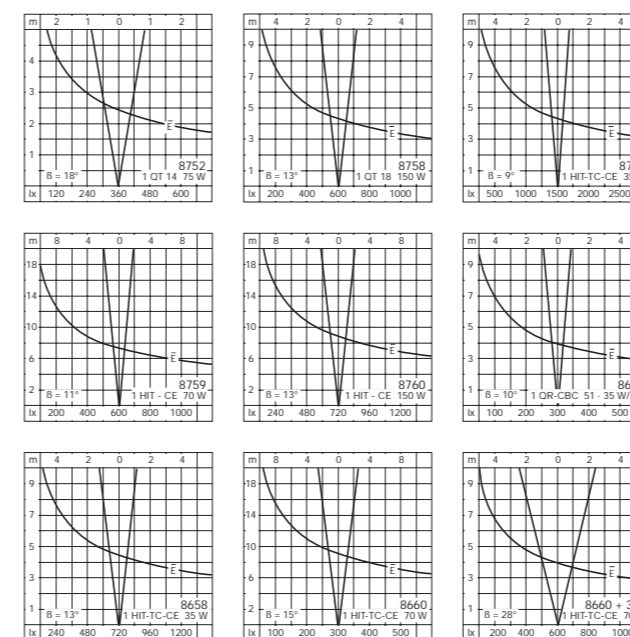 m 2 1 0 1 2
4
3
2
Ē
1
8752
ß = 18° 1 QT 14 75 W
lx 120 240 360 480 600
m 4 2 0 2 4
9
7
5
Ē
3
8758
1
ß = 13° 1 QT 18 150 W
lx 200 400 600 800 1000
m 4 2 0 2 4
9
7
5
Ē
3
1
ß = 9° 1 HIT-TC-CE
lx 500 1000 1500 2000 2500
m 8 4 0 4 8
18
14
10
Ē
6
8759
2
ß = 11° 1 HIT - CE 70 W
lx 200 400 600 800 1000
m 8 4 0 4 8
18
14
10
Ē
6
8760
2
ß = 13° 1 HIT - CE 150 W
lx 240 480 720 960 1200
m 4 2 0 2 4
9
7
5
Ē
3
1
ß = 10° 1 QR-CBC 51 - 35 W/
lx 100 200 300 400 500
m 4 2 0 2 4
9
7
5
Ē
3
8658
1
ß = 13° 1 HIT-TC-CE 35 W
lx 240 480 720 960 1200
m 8 4 0 4 8
18
14
10
Ē
6
8660
2
ß = 15° 1 HIT-TC-CE 70 W
lx 100 200 300 400 500
m 4 2 0 2 4
9
7
5
Ē
3
8660 + 3
1
ß = 28° 1 HIT-TC-CE
lx 200 400 600 800